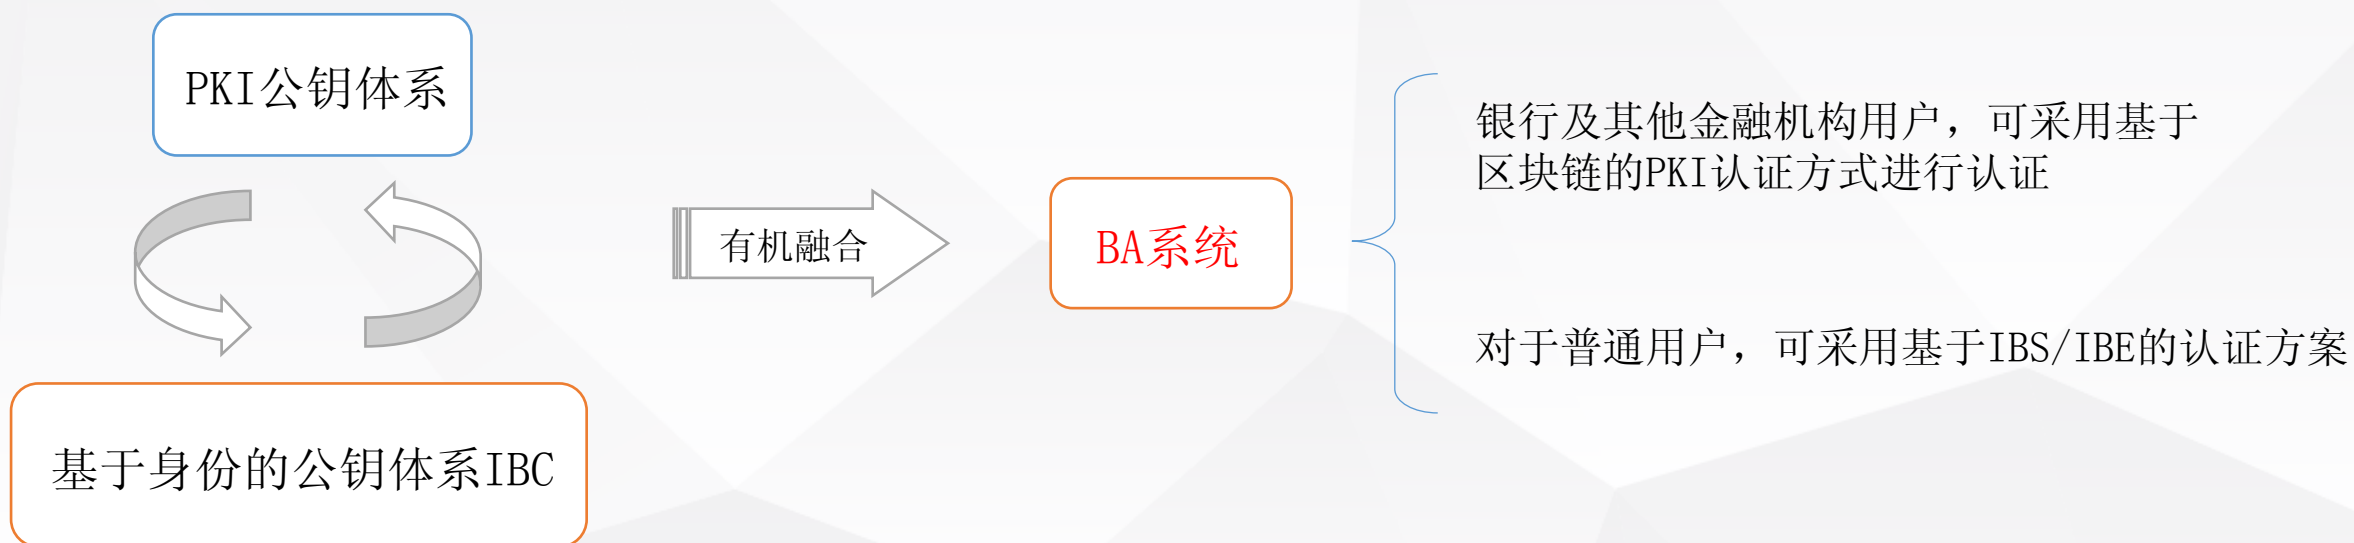 PKI公钥体系
基于身份的公钥体系IBC
有机融合
BA系统
银行及其他金融机构用户，可采用基于
区块链的PKI认证方式进行认证
对于普通用户，可采用基于IBS/IBE的认证方案